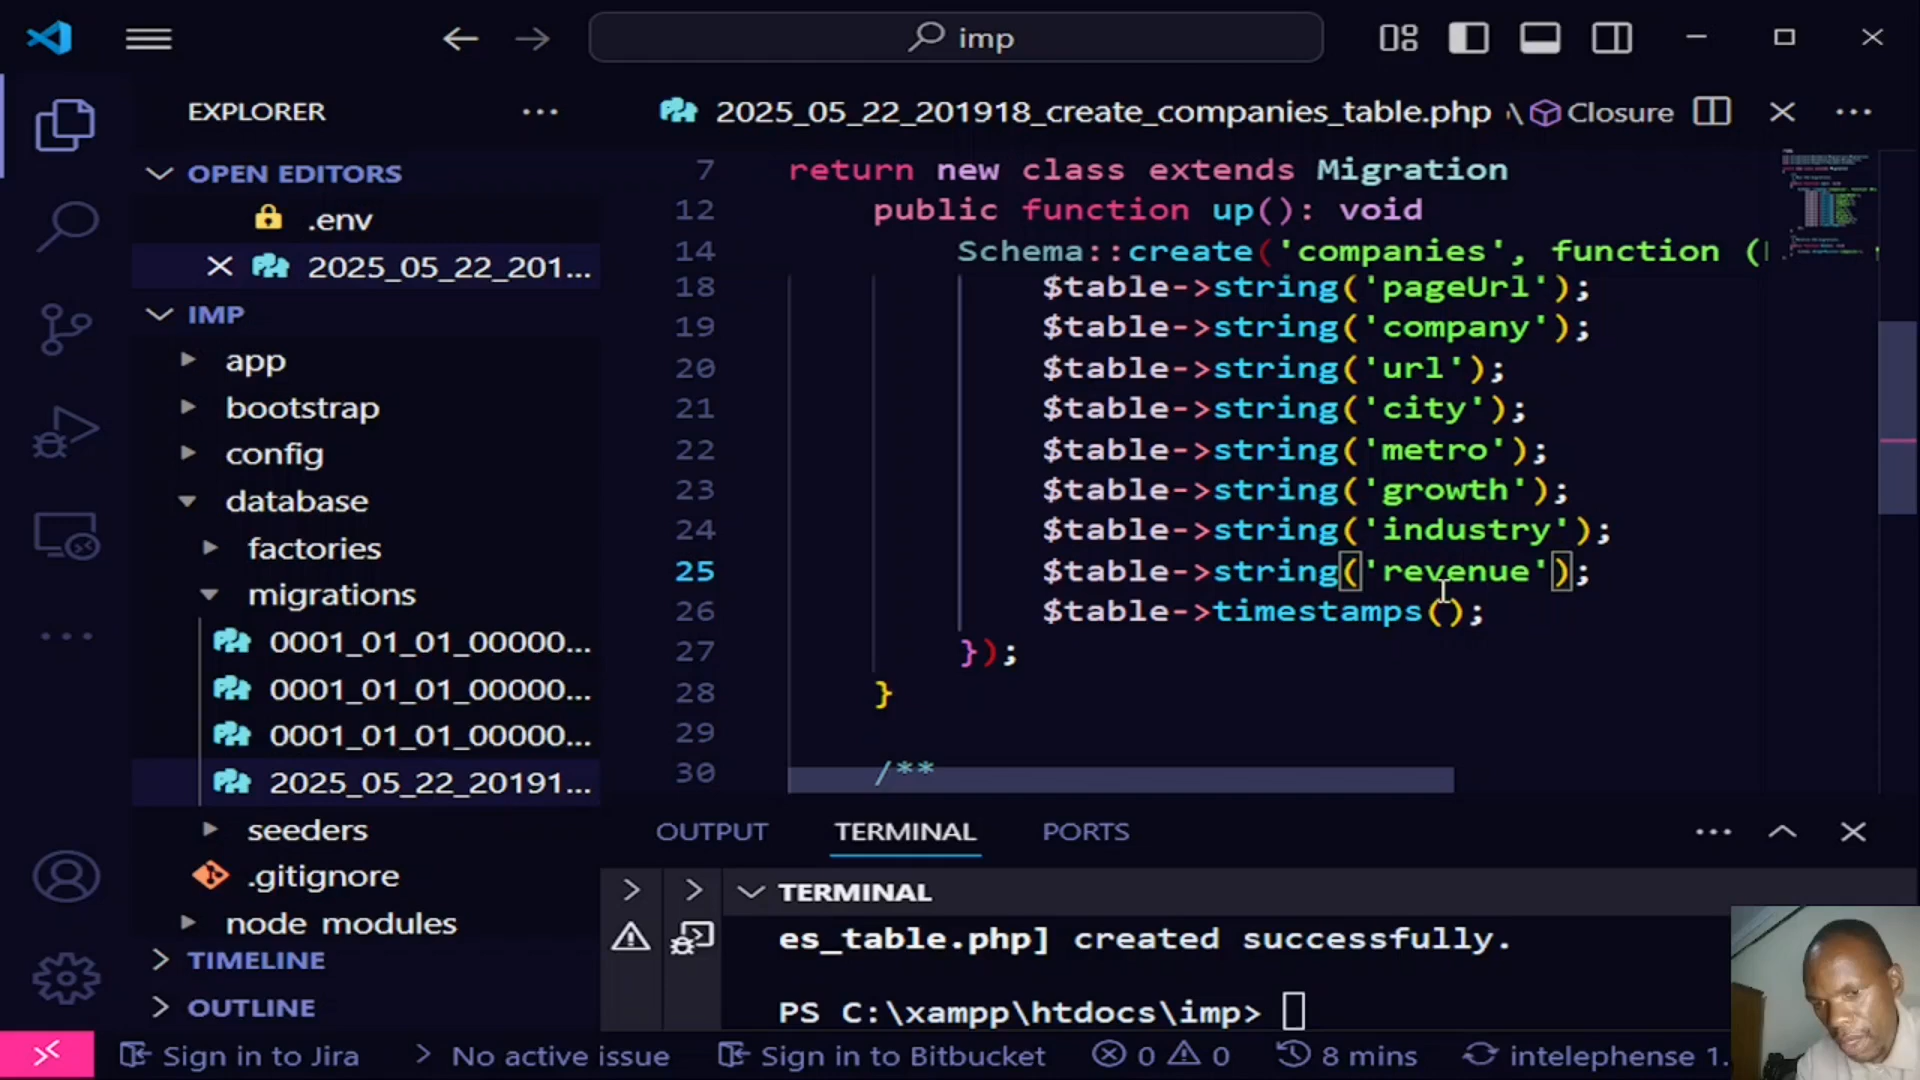 imp
EXPLORER
2025_05_22_201918_create_companies_table.php
Closure
OPEN EDITORS
.env
2025_05_22_201...
IMP
app
bootstrap
config
database
factories
migrations
0001_01_01_00000...
0001_01_01_00000...
0001_01_01_00000...
2025_05_22_20191...
seeders
.gitignore
node_modules
TIMELINE
OUTLINE
7 return new class extends Migration
12 public function up(): void
14 Schema::create('companies', function (
18 $table->string('pageUrl');
19 $table->string('company');
20 $table->string('url');
21 $table->string('city');
22 $table->string('metro');
23 $table->string('growth');
24 $table->string('industry');
25 $table->string('revenue');
26 $table->timestamps();
27 });
28 }
29
30 /**
OUTPUT TERMINAL PORTS
TERMINAL
es_table.php] created successfully.
PS C:\xampp\htdocs\imp>
Sign in to Jira No active issue Sign in to Bitbucket 0 0 8 mins intelephense 1.